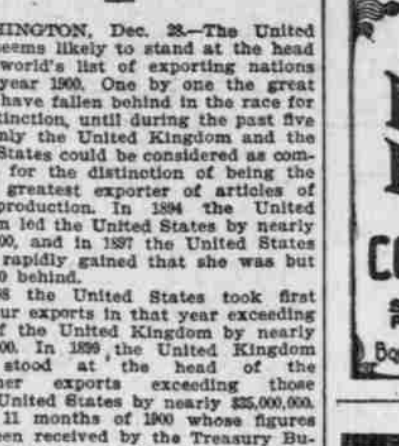 HINGTON, Dec. 28.—The United
eems likely to stand at the head
world's list of exporting nations
year 1900. One by one the great
have fallen behind in the race for
tinction, until during the past five
nly the United Kingdom and the
States could be considered as com-
for the distinction of being the
greatest exporter of articles of
production. In 1894 the United
m led the United States by nearly
00, and in 1897 the United States
rapidly gained that she was but
0 behind.
98 the United States took first
ur exports in that year exceeding
f the United Kingdom by nearly
00. In 1899 the United Kingdom
stood at the head of the
her exports exceeding those
United States by nearly $35,000,000.
11 months of 1900 whose figures
een received by the Treasury Bu-
CO